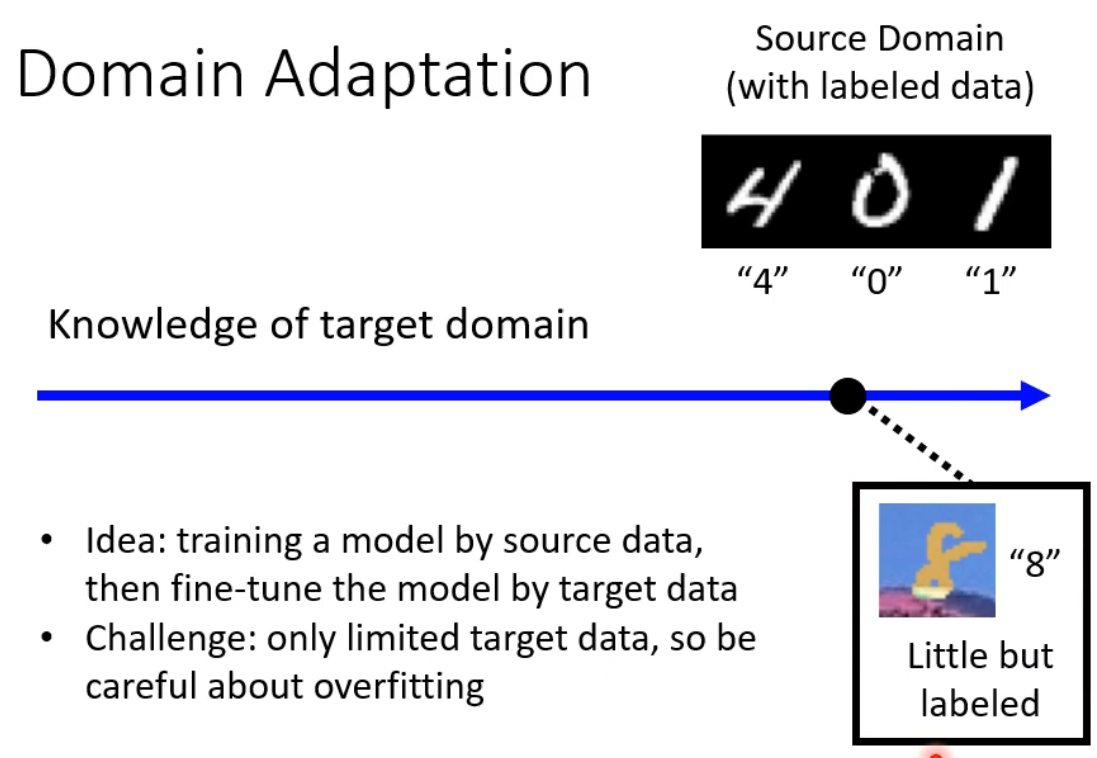 Domain Adaptation
Source Domain
(with labeled data)
4 0 1
“4” “0” “1”
Knowledge of target domain
• Idea: training a model by source data,
then fine-tune the model by target data
• Challenge: only limited target data, so be
careful about overfitting
8 “8”
Little but
labeled